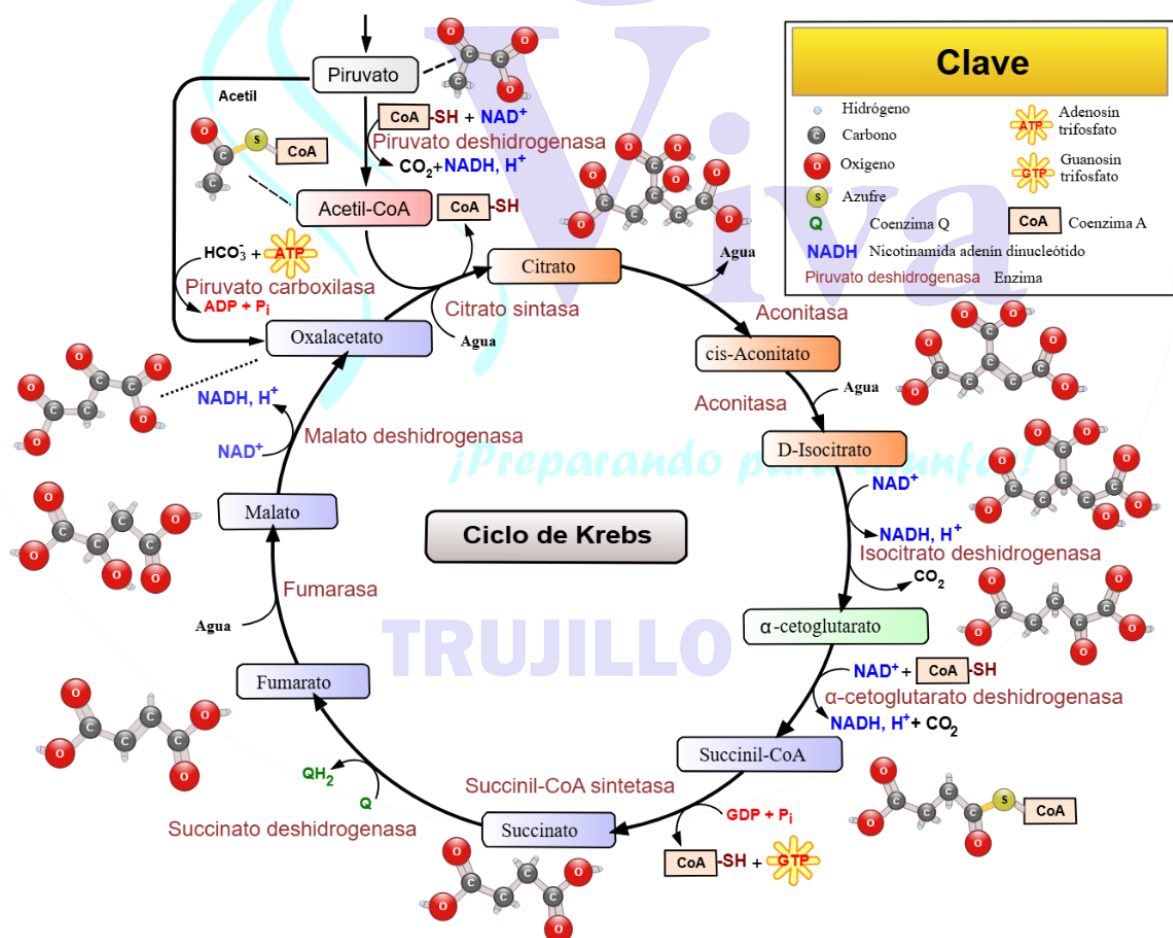 Clave
Hidrógeno
Carbono
Oxígeno
Azufre
Q Coenzima Q
NADH Nicotinamida adenin dinucleótido
Piruvato deshidrogenasa Enzima
ATP Adenosin
trifosfato
GTP Guanosin
trifosfato
CoA Coenzima A
Viva
Piruvato
Acetil
CoA-SH + NAD⁺
Piruvato deshidrogenasa
CO₂+NADH, H⁺
S
CoA
Acetil-CoA
CoA-SH
HCO₃⁻ + ATP
Piruvato carboxilasa
ADP + Pᵢ
Citrato sintasa
Agua
Citrato
Agua
Aconitasa
cis-Aconitato
Agua
Aconitasa
D-Isocitrato
NAD⁺
NADH, H⁺
Isocitrato deshidrogenasa
CO₂
α-cetoglutarato
NAD⁺ + CoA-SH
α-cetoglutarato deshidrogenasa
NADH, H⁺+ CO₂
Succinil-CoA
S
CoA
Succinil-CoA sintetasa
GDP + Pᵢ
CoA-SH + GTP
Succinato
QH₂
Q
Succinato deshidrogenasa
Fumarato
Agua
Fumarasa
Malato
NADH, H⁺
NAD⁺
Malato deshidrogenasa
Oxalacetato
Ciclo de Krebs
¡Preparando
TRUJILLO